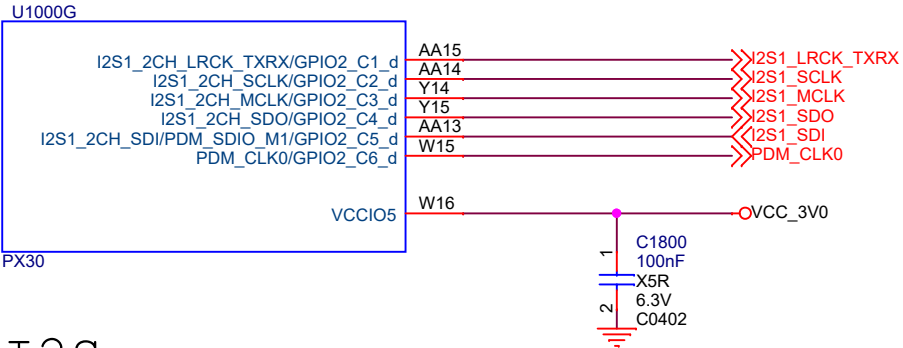 U1000G
I2S1_2CH_LRCK_TXRX/GPIO2_C1_d AA15 I2S1_LRCK_TXRX
I2S1_2CH_SCLK/GPIO2_C2_d AA14 I2S1_SCLK
I2S1_2CH_MCLK/GPIO2_C3_d Y14 I2S1_MCLK
I2S1_2CH_SDO/GPIO2_C4_d Y15 I2S1_SDO
I2S1_2CH_SDI/PDM_SDIO_M1/GPIO2_C5_d AA13 I2S1_SDI
PDM_CLK0/GPIO2_C6_d W15 PDM_CLK0
VCCIO5 W16 VCC_3V0
PX30
1
C1800
100nF
X5R
6.3V
2
C0402